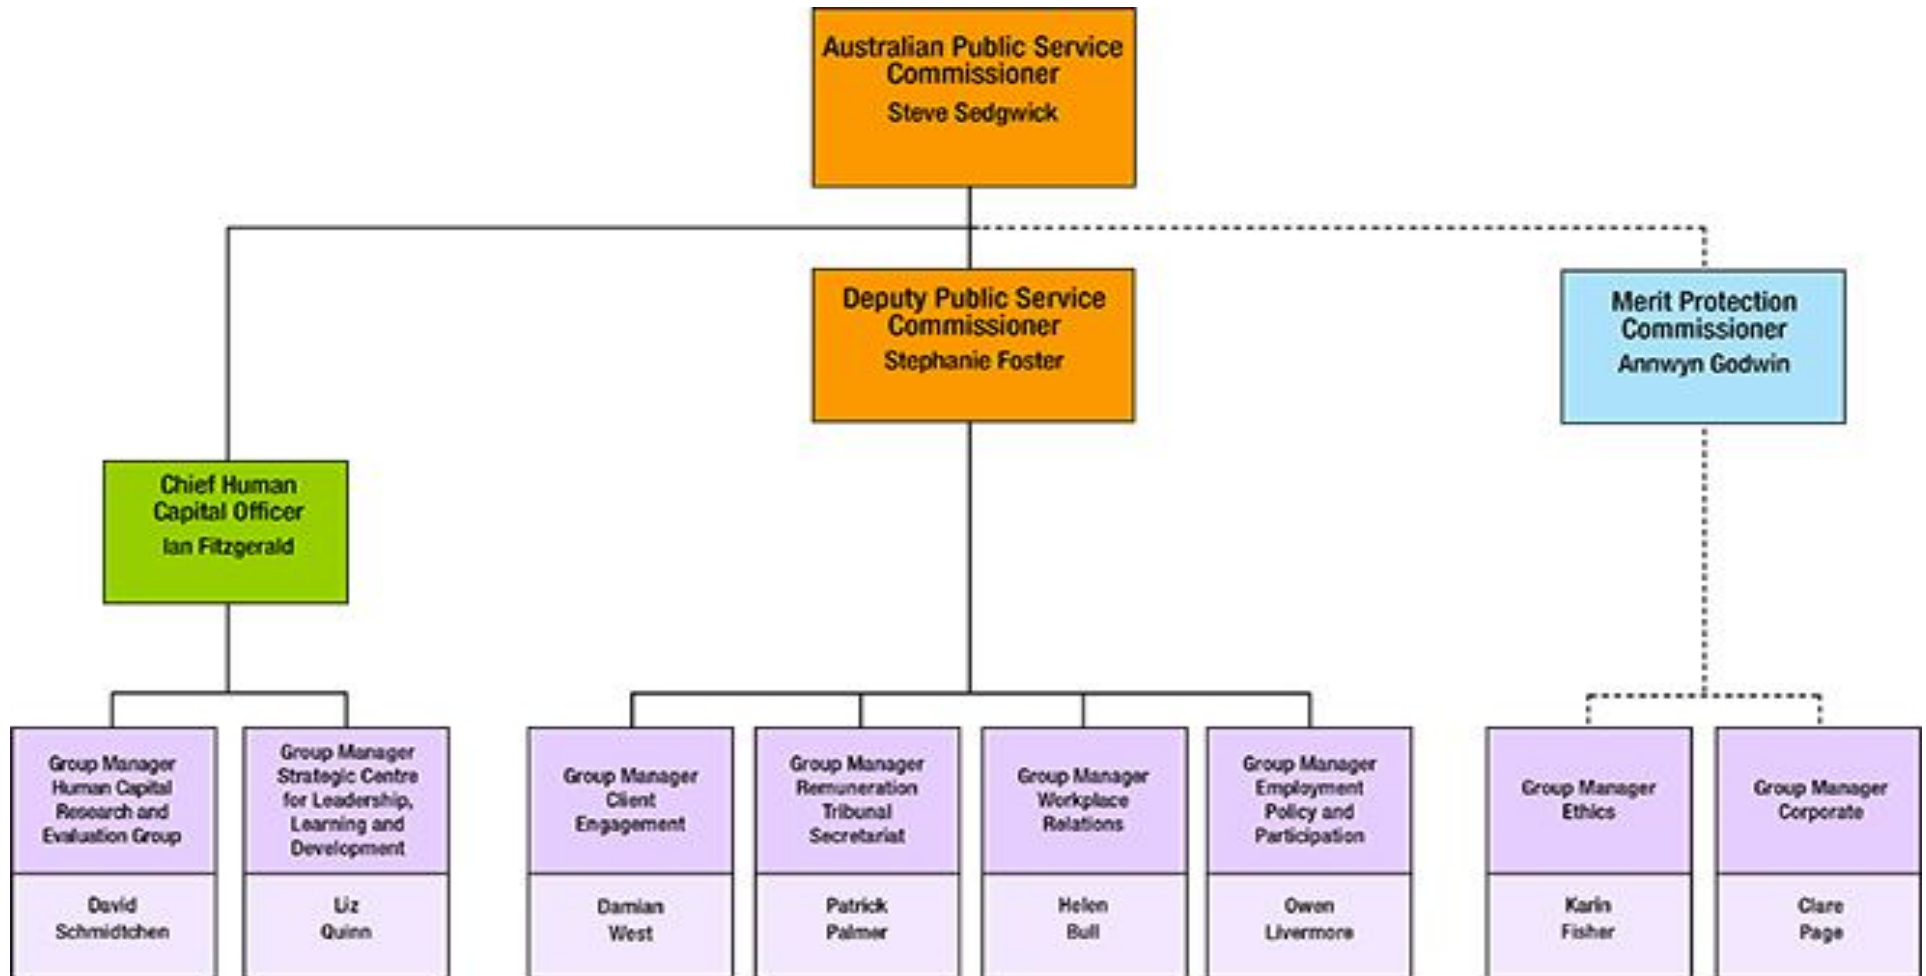 Australian Public Service
Commissioner
Steve Sedgwick
Deputy Public Service
Commissioner
Stephanie Foster
Merit Protection
Commissioner
Annwyn Godwin
Chief Human
Capital Officer
Ian Fitzgerald
Group Manager
Human Capital
Research and
Evaluation Group
David
Schmidtchen
Group Manager
Strategic Centre
for Leadership,
Learning and
Development
Liz
Quinn
Group Manager
Client
Engagement
Damian
West
Group Manager
Remuneration
Tribunal
Secretariat
Patrick
Palmer
Group Manager
Workplace
Relations
Helen
Bull
Group Manager
Employment
Policy and
Participation
Owen
Livermore
Group Manager
Ethics
Karin
Fisher
Group Manager
Corporate
Clare
Page